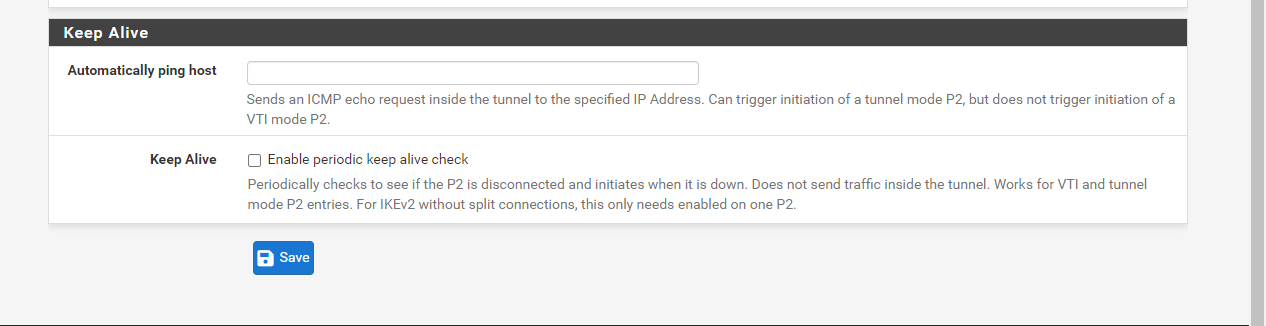 Keep Alive
Automatically ping host
Sends an ICMP echo request inside the tunnel to the specified IP Address. Can trigger initiation of a tunnel mode P2, but does not trigger initiation of a
VTI mode P2.
Keep Alive
Enable periodic keep alive check
Periodically checks to see if the P2 is disconnected and initiates when it is down. Does not send traffic inside the tunnel. Works for VTI and tunnel
mode P2 entries. For IKEv2 without split connections, this only needs enabled on one P2.
Save